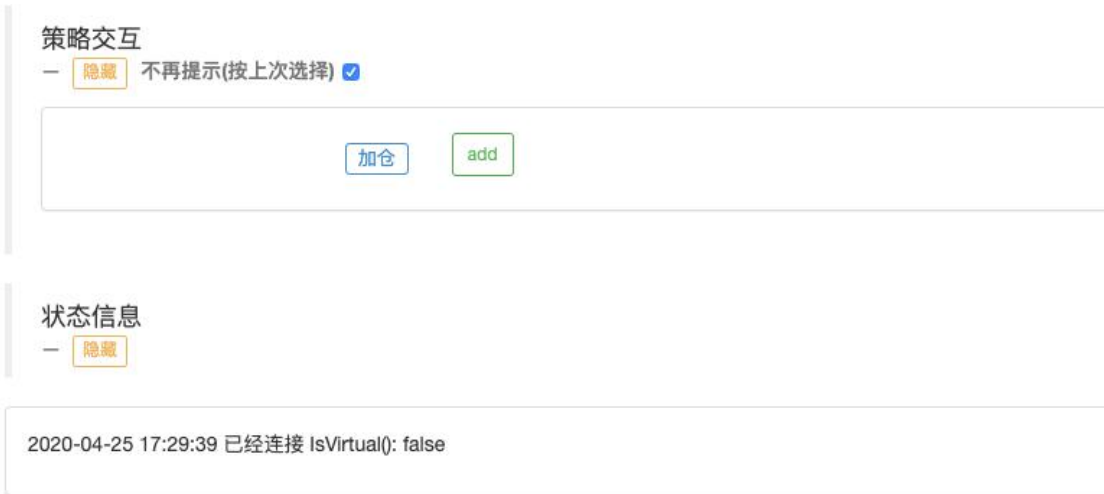 策略交互
— 隐藏 不再提示(按上次选择)
加仓 add
状态信息
— 隐藏
2020-04-25 17:29:39 已经连接 IsVirtual(): false